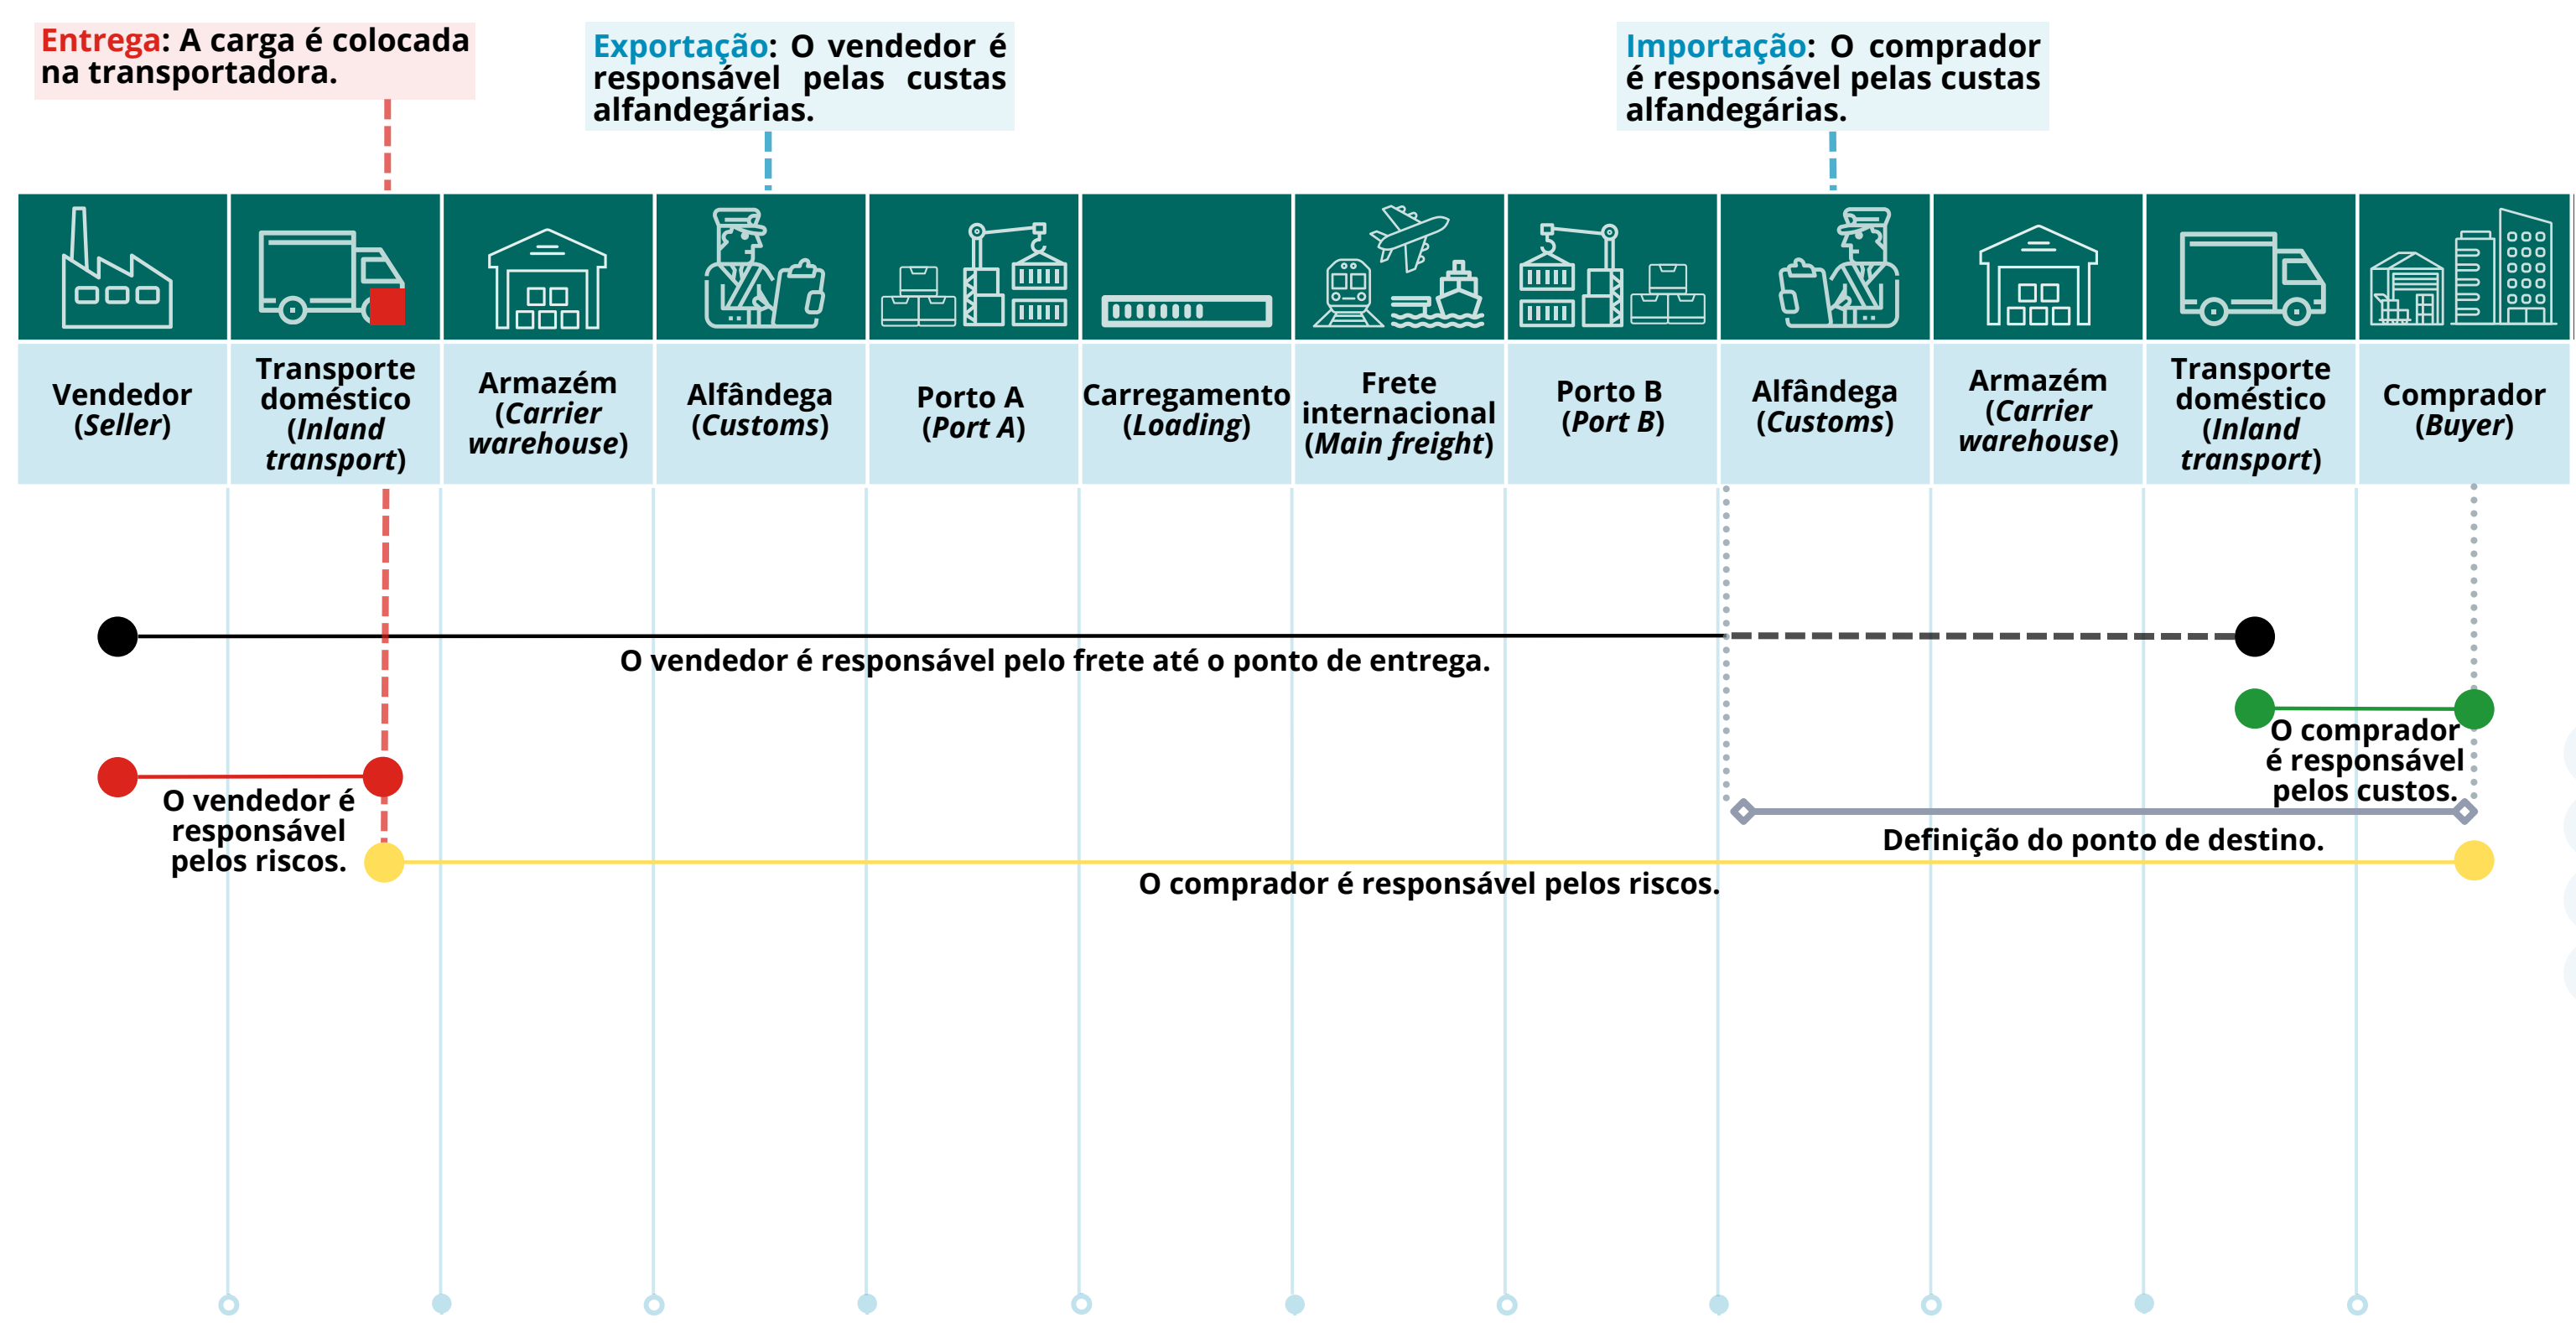 Entrega: A carga é colocada
na transportadora.
Exportação: O vendedor é
responsável pelas custas
alfandegárias.
Importação: O comprador
é responsável pelas custas
alfandegárias.
Vendedor
(Seller)
Transporte
doméstico
(Inland
transport)
Armazém
(Carrier
warehouse)
Alfândega
(Customs)
Porto A
(Port A)
Carregamento
(Loading)
Frete
internacional
(Main freight)
Porto B
(Port B)
Alfândega
(Customs)
Armazém
(Carrier
warehouse)
Transporte
doméstico
(Inland
transport)
Comprador
(Buyer)
O vendedor é responsável pelo frete até o ponto de entrega.
O comprador
é responsável
pelos custos.
O vendedor é
responsável
pelos riscos.
Definição do ponto de destino.
O comprador é responsável pelos riscos.